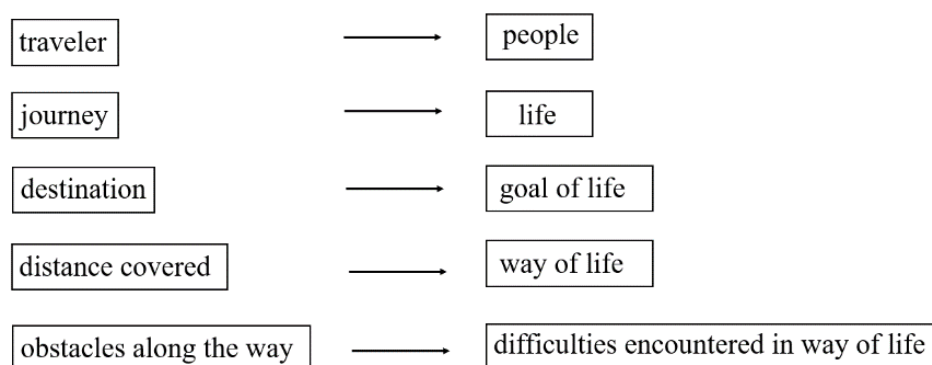 traveler people
journey life
destination goal of life
distance covered way of life
obstacles along the way difficulties encountered in way of life